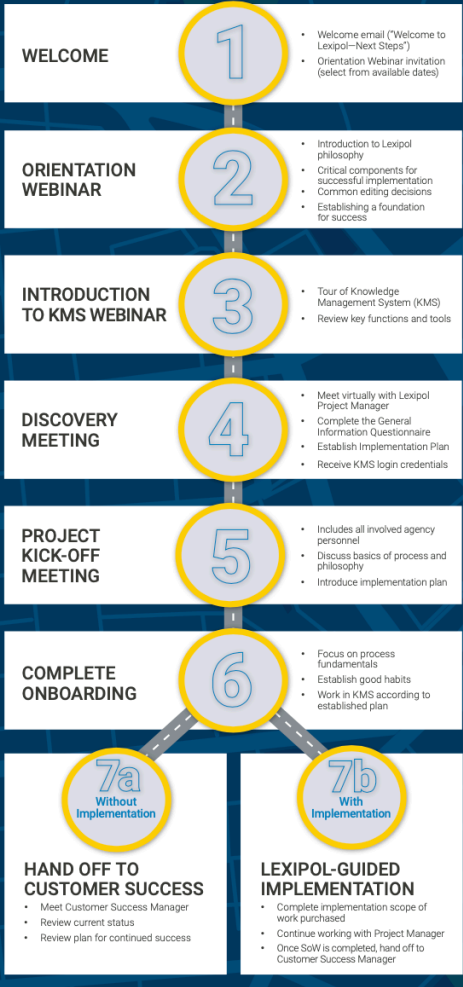 WELCOME
1
• Welcome email (“Welcome to
Lexipol—Next Steps”)
• Orientation Webinar invitation
(select from available dates)
ORIENTATION
WEBINAR
2
• Introduction to Lexipol
philosophy
• Critical components for
successful implementation
• Common editing decisions
• Establishing a foundation
for success
INTRODUCTION
TO KMS WEBINAR
3
• Tour of Knowledge
Management System (KMS)
• Review key functions and tools
DISCOVERY
MEETING
4
• Meet virtually with Lexipol
Project Manager
• Complete the General
Information Questionnaire
• Establish Implementation Plan
• Receive KMS login credentials
PROJECT
KICK-OFF
MEETING
5
• Includes all involved agency
personnel
• Discuss basics of process and
philosophy
• Introduce implementation plan
COMPLETE
ONBOARDING
6
• Focus on process
fundamentals
• Establish good habits
• Work in KMS according to
established plan
7a
Without
Implementation
HAND OFF TO
CUSTOMER SUCCESS
• Meet Customer Success Manager
• Review current status
• Review plan for continued success
7b
With
Implementation
LEXIPOL-GUIDED
IMPLEMENTATION
• Complete implementation scope of
work purchased
• Continue working with Project Manager
• Once SoW is completed, hand off to
Customer Success Manager